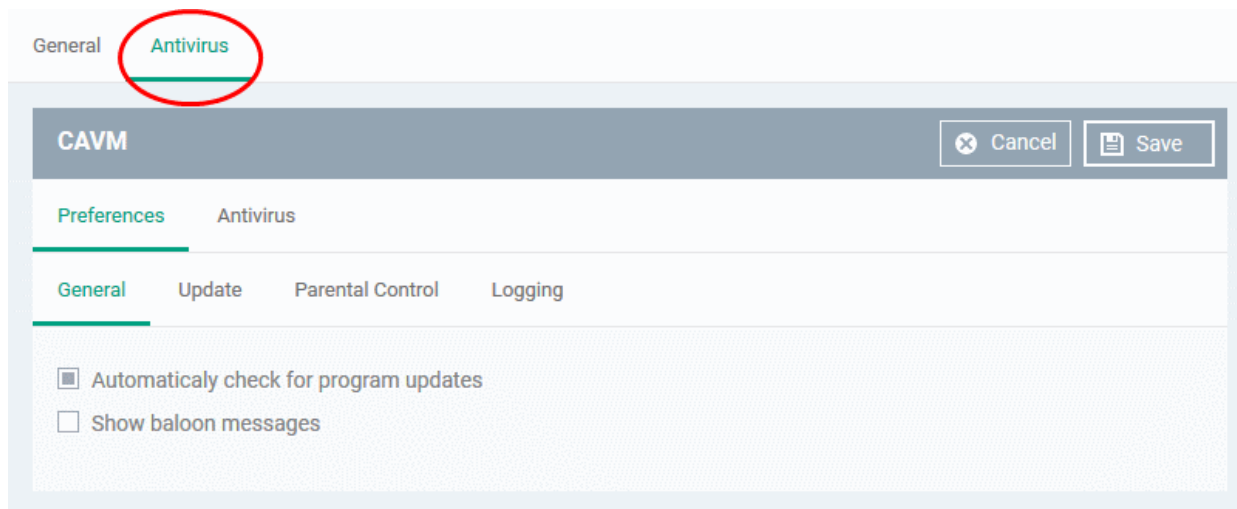 General Antivirus
CAVM Cancel Save
Preferences Antivirus
General Update Parental Control Logging
Automaticaly check for program updates
Show baloon messages